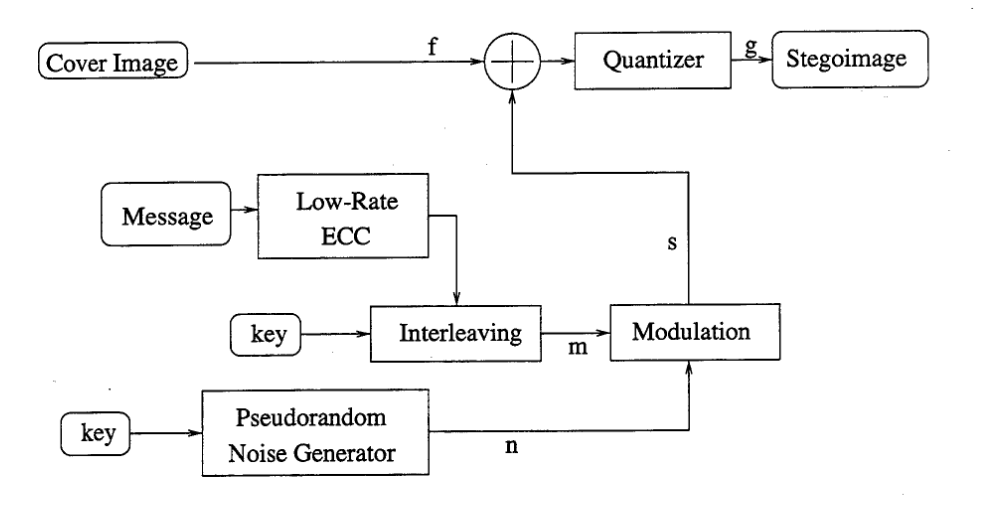 f
Cover Image
Quantizer
g
Stegoimage
Message
Low-Rate
ECC
s
key
Interleaving
m
Modulation
key
Pseudorandom
Noise Generator
n